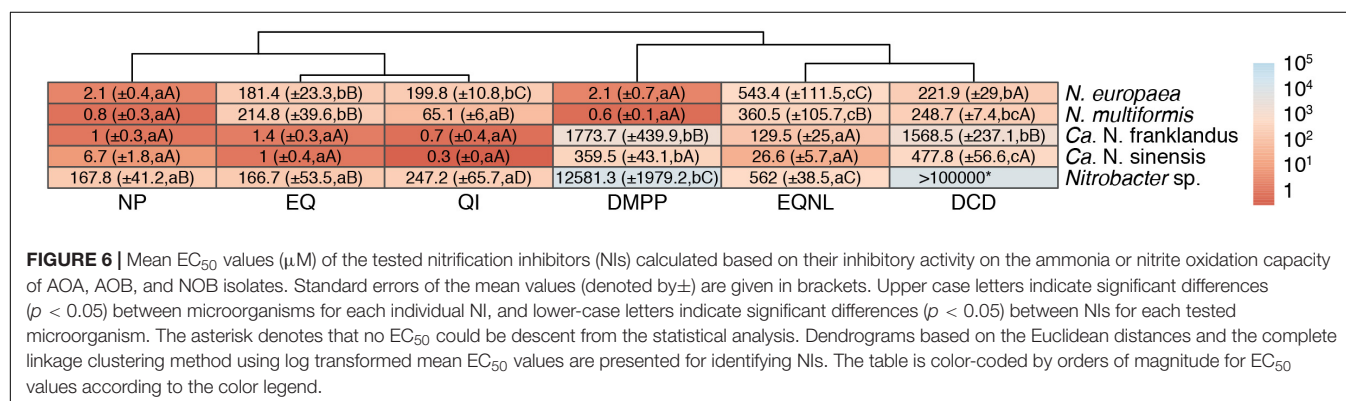 2.1 (±0.4,aA) 181.4 (±23.3,bB) 199.8 (±10.8,bC) 2.1 (±0.7,aA) 543.4 (±111.5,cC) 221.9 (±29,bA) N. europaea
0.8 (±0.3,aA) 214.8 (±39.6,bB) 65.1 (±6,aB) 0.6 (±0.1,aA) 360.5 (±105.7,cB) 248.7 (±7.4,bcA) N. multiformis
1 (±0.3,aA) 1.4 (±0.3,aA) 0.7 (±0.4,aA) 1773.7 (±439.9,bB) 129.5 (±25,aA) 1568.5 (±237.1,bB) Ca. N. franklandus
6.7 (±1.8,aA) 1 (±0.4,aA) 0.3 (±0,aA) 359.5 (±43.1,bA) 26.6 (±5.7,aA) 477.8 (±56.6,cA) Ca. N. sinensis
167.8 (±41.2,aB) 166.7 (±53.5,aB) 247.2 (±65.7,aD) 12581.3 (±1979.2,bC) 562 (±38.5,aC) >100000* Nitrobacter sp.
NP EQ QI DMPP EQNL DCD
10⁵
10⁴
10³
10²
10¹
1
FIGURE 6 | Mean EC₅₀ values (μM) of the tested nitrification inhibitors (NIs) calculated based on their inhibitory activity on the ammonia or nitrite oxidation capacity
of AOA, AOB, and NOB isolates. Standard errors of the mean values (denoted by±) are given in brackets. Upper case letters indicate significant differences
(p < 0.05) between microorganisms for each individual NI, and lower-case letters indicate significant differences (p < 0.05) between NIs for each tested
microorganism. The asterisk denotes that no EC₅₀ could be descent from the statistical analysis. Dendrograms based on the Euclidean distances and the complete
linkage clustering method using log transformed mean EC₅₀ values are presented for identifying NIs. The table is color-coded by orders of magnitude for EC₅₀
values according to the color legend.